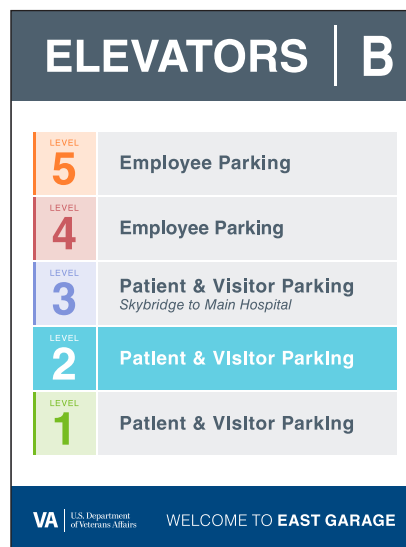 ELEVATORS | B
LEVEL
5
Employee Parking
LEVEL
4
Employee Parking
LEVEL
3
Patient & Visitor Parking
Skybridge to Main Hospital
LEVEL
2
Patient & Visitor Parking
LEVEL
1
Patient & Visitor Parking
VA
U.S. Department
of Veterans Affairs
WELCOME TO EAST GARAGE